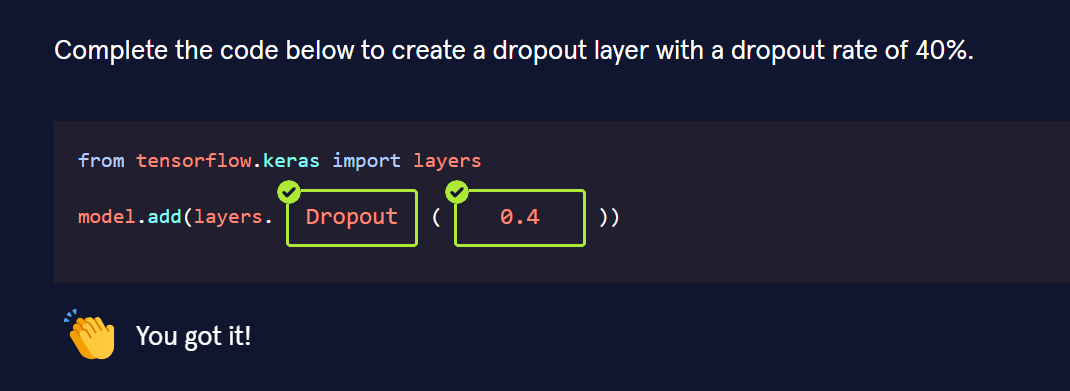 Complete the code below to create a dropout layer with a dropout rate of 40%.
from tensorflow.keras import layers
model.add(layers. Dropout ( 0.4 ))
You got it!